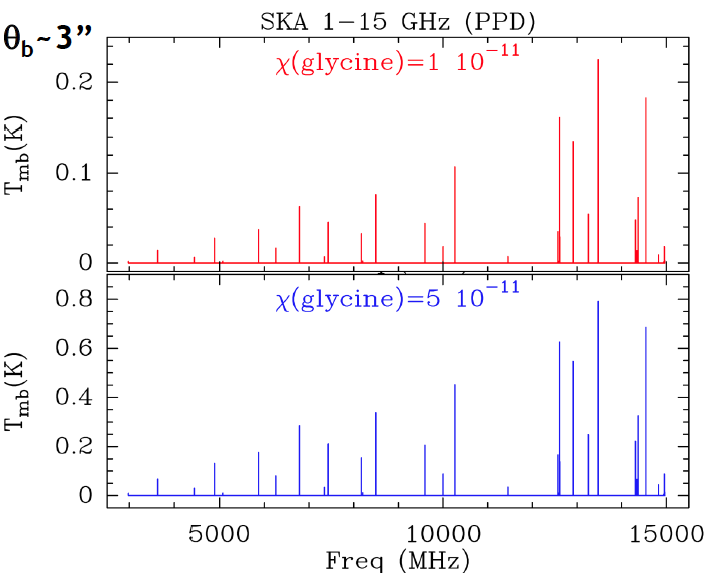 θb~3”
SKA 1−15 GHz (PPD)
χ(glycine)=1 10−11
Tmb(K)
0.2
0.1
0
χ(glycine)=5 10−11
Tmb(K)
0.8
0.6
0.4
0.2
0
5000 10000 15000
Freq (MHz)